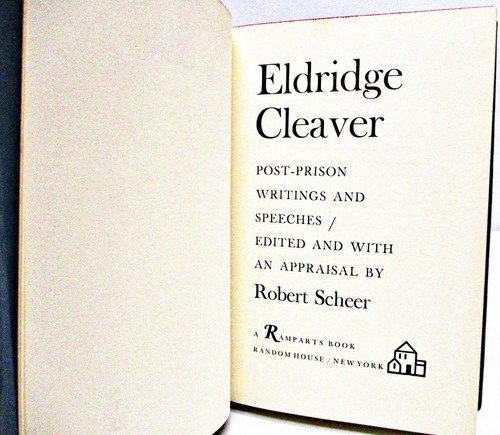 Eldridge
Cleaver
POST-PRISON
WRITINGS AND
SPEECHES /
EDITED AND WITH
AN APPRAISAL BY
Robert Scheer
A RAMPARTS BOOK
RANDOM HOUSE / NEW YORK